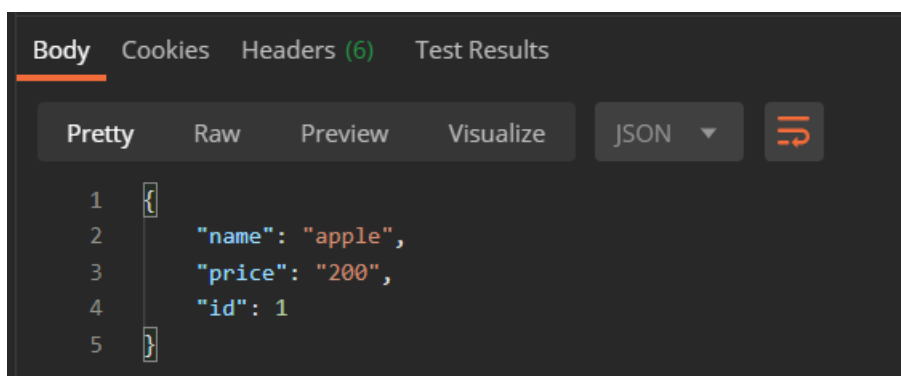 Body Cookies Headers (6) Test Results
Pretty Raw Preview Visualize JSON
1 {
2 "name": "apple",
3 "price": "200",
4 "id": 1
5 }